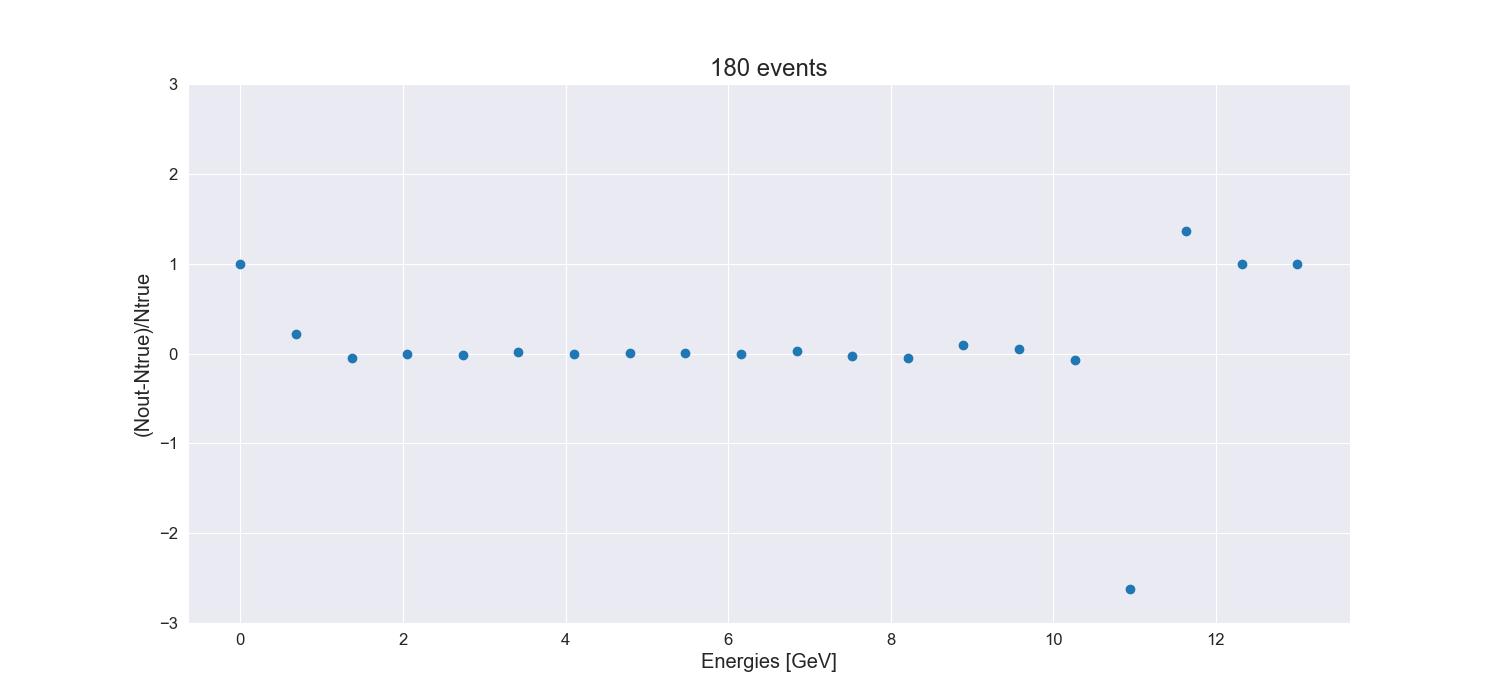 180 events
3
2
1
0
−1
−2
−3
(Nout-Ntrue)/Ntrue
0 2 4 6 8 10 12
Energies [GeV]